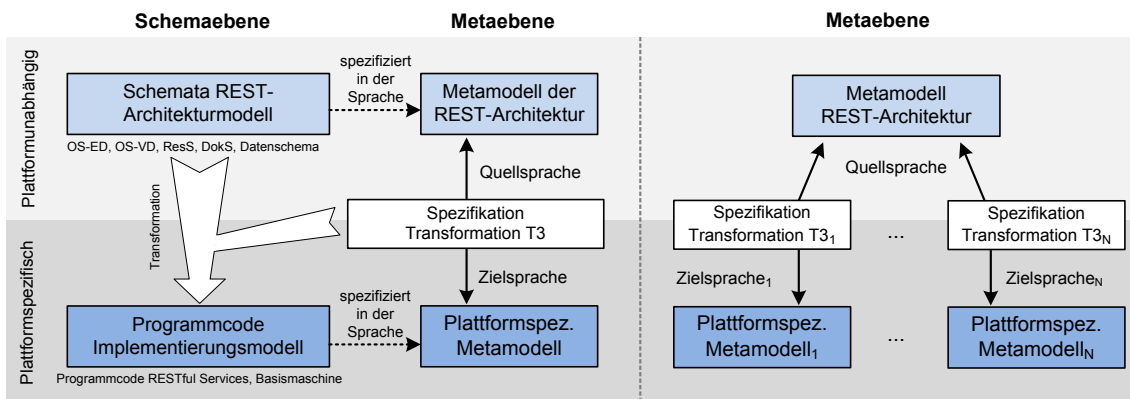 Schemaebene
Metaebene
Metaebene
Plattformunabhängig
Schemata REST-
Architekturmodell
OS-ED, OS-VD, ResS, DokS, Datenschema
spezifiziert
in der
Sprache
Metamodell der
REST-Architektur
Quellsprache
Transformation
Spezifikation
Transformation T3
Plattformspezifisch
Zielsprache
Programmcode
Implementierungsmodell
Programmcode RESTful Services, Basismaschine
spezifiziert
in der
Sprache
Plattformspez.
Metamodell
Metamodell
REST-Architektur
Quellsprache
Spezifikation
Transformation T3₁
...
Spezifikation
Transformation T3N
Zielsprache₁
ZielspracheN
Plattformspez.
Metamodell₁
...
Plattformspez.
MetamodellN